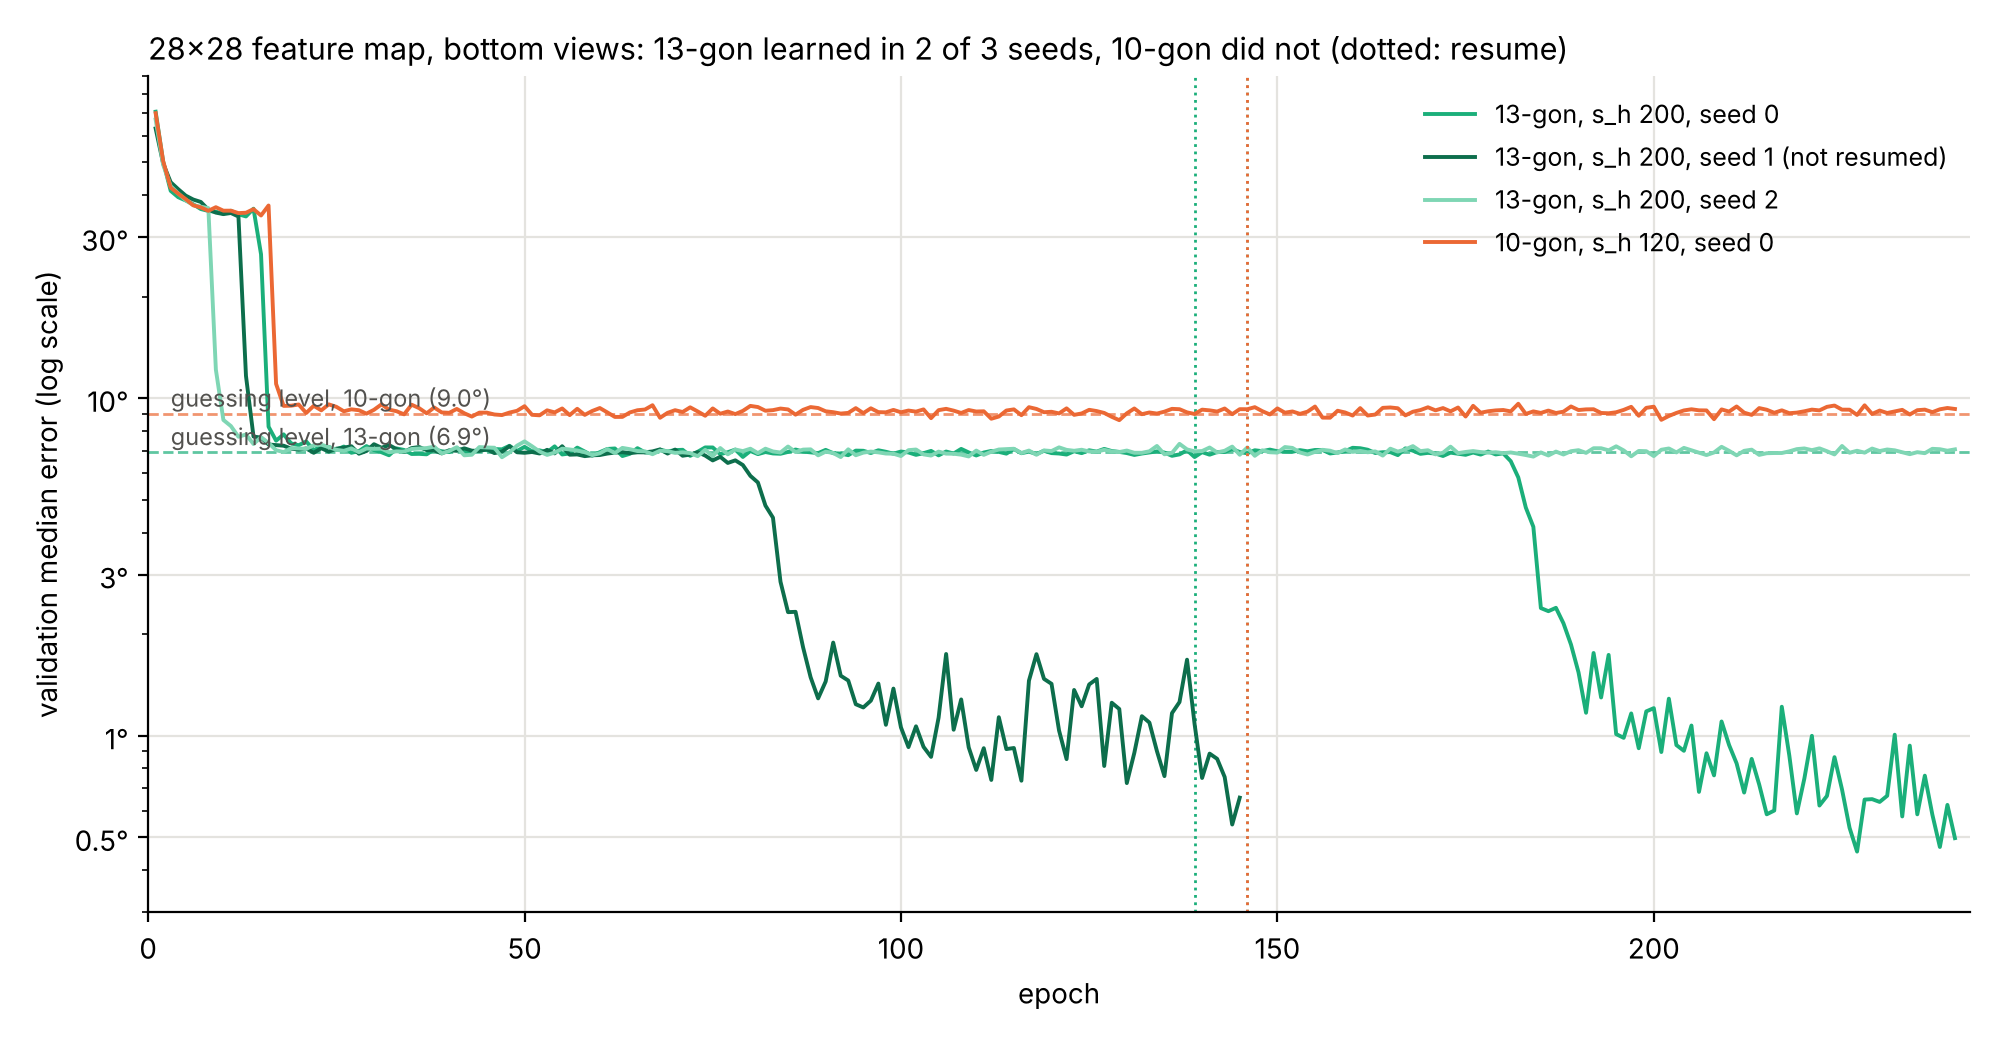 28×28 feature map, bottom views: 13-gon learned in 2 of 3 seeds, 10-gon did not (dotted: resume)
13-gon, s_h 200, seed 0
13-gon, s_h 200, seed 1 (not resumed)
13-gon, s_h 200, seed 2
10-gon, s_h 120, seed 0
validation median error (log scale)
30°
10°
3°
1°
0.5°
guessing level, 10-gon (9.0°)
guessing level, 13-gon (6.9°)
0
50
100
150
200
epoch